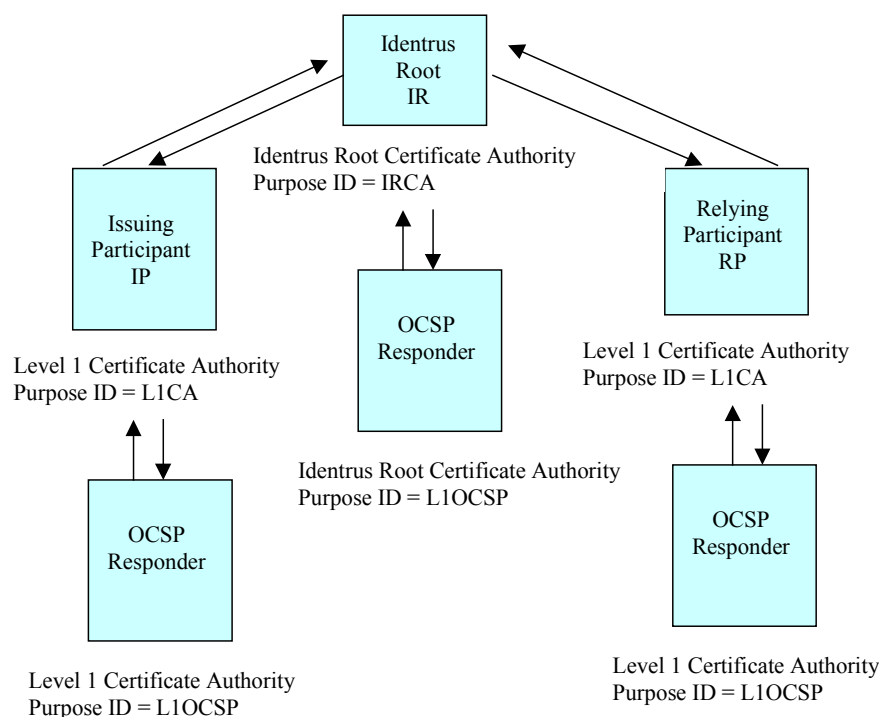 Identrus
Root
IR
Identrus Root Certificate Authority
Purpose ID = IRCA
Issuing
Participant
IP
Relying
Participant
RP
OCSP
Responder
Level 1 Certificate Authority
Purpose ID = L1CA
Level 1 Certificate Authority
Purpose ID = L1CA
Identrus Root Certificate Authority
Purpose ID = L1OCSP
OCSP
Responder
OCSP
Responder
Level 1 Certificate Authority
Purpose ID = L1OCSP
Level 1 Certificate Authority
Purpose ID = L1OCSP